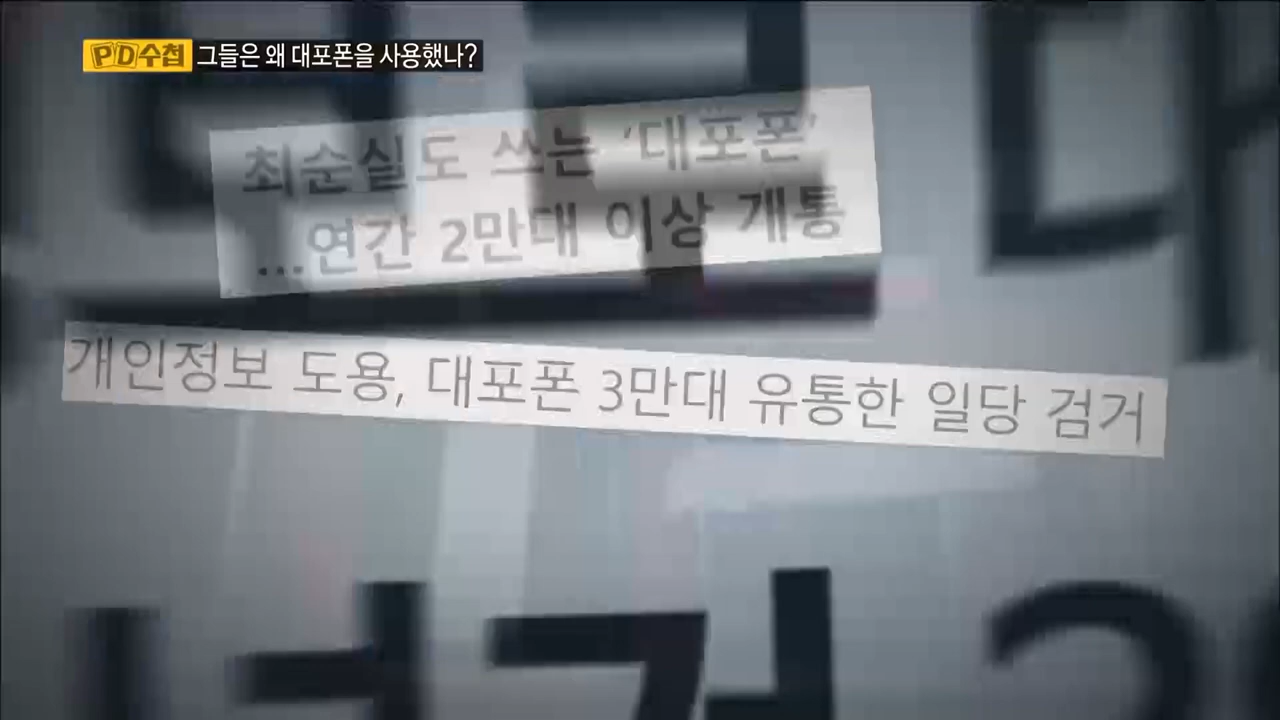 PD수첩 그들은 왜 대포폰을 사용했나?
최순실도 쓰는 '대포폰'
...연간 2만대 이상 개통
개인정보 도용, 대포폰 3만대 유통한 일당 검거